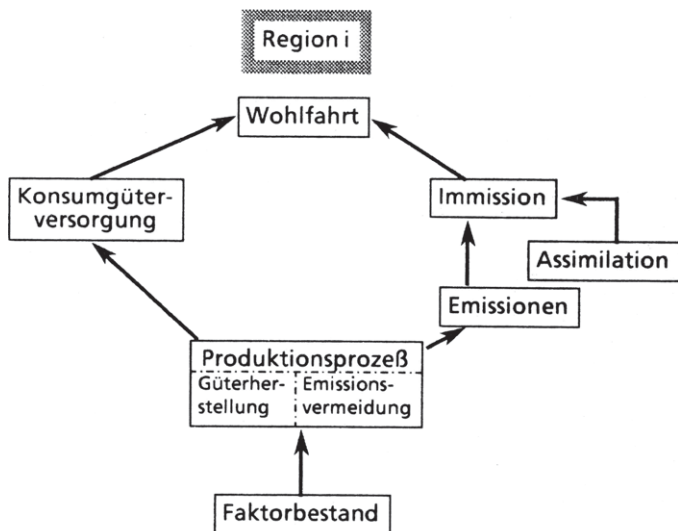 Region i
Wohlfahrt
Konsumgüter-
versorgung
Immission
Assimilation
Emissionen
Produktionsprozeß
Güterher-
stellung
Emissions-
vermeidung
Faktorbestand